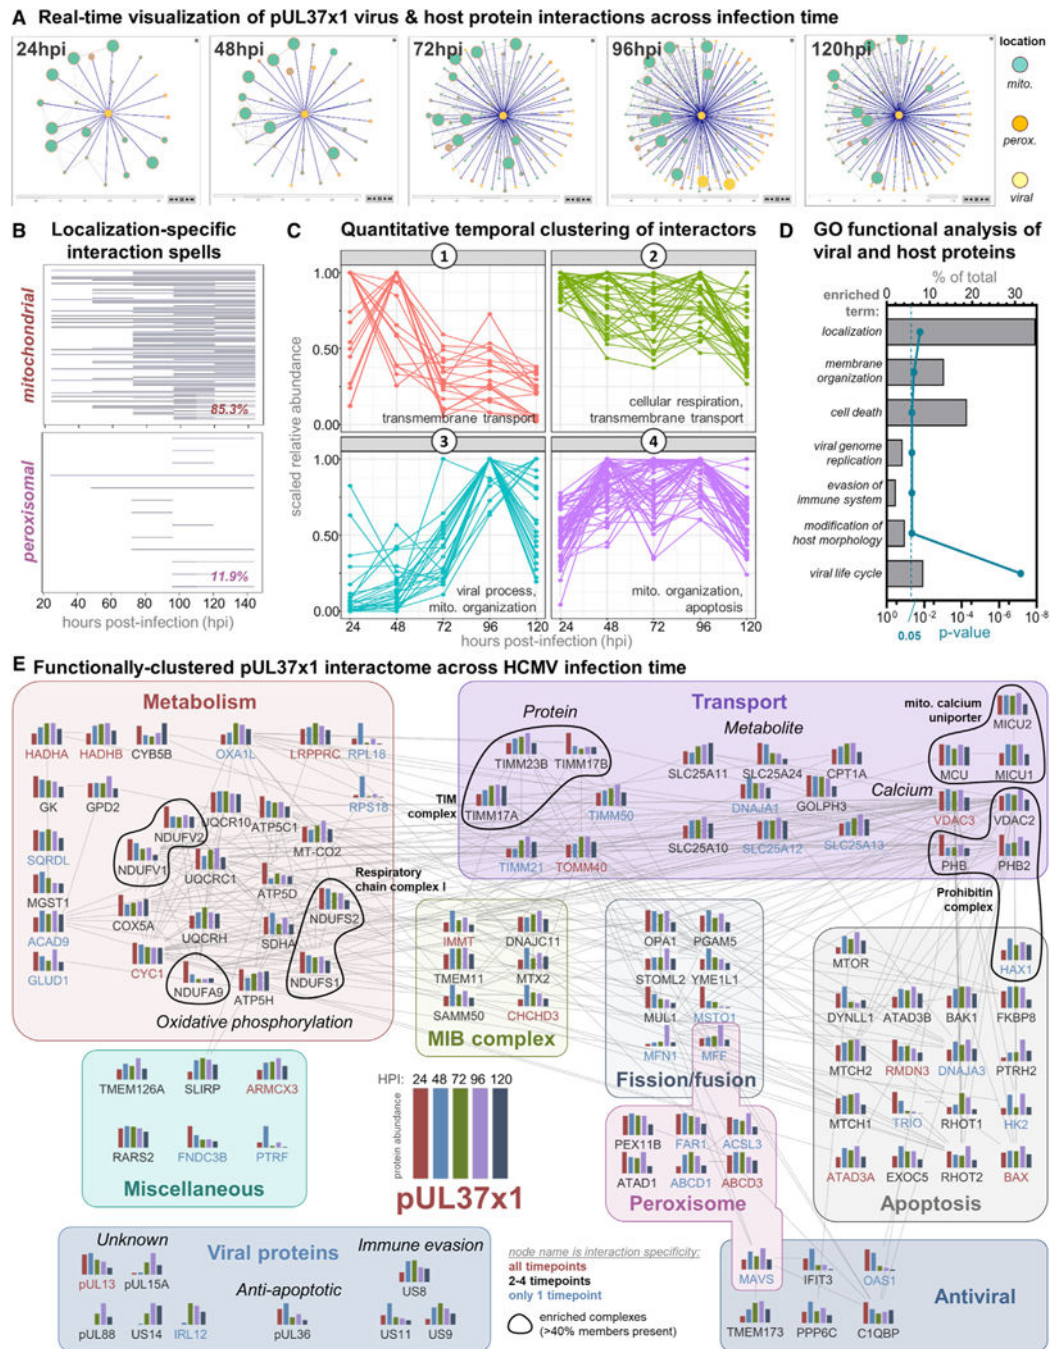 A Real-time visualization of pUL37x1 virus & host protein interactions across infection time
24hpi 48hpi 72hpi 96hpi 120hpi
location
mito.
perox.
viral
B Localization-specific
interaction spells
mitochondrial
85.3%
peroxisomal
11.9%
20 40 60 80 100 120 140
hours post-infection (hpi)
C Quantitative temporal clustering of interactors
scaled relative abundance
1 2
1.00
0.50
0.00
transmembrane transport
cellular respiration,
transmembrane transport
3 4
1.00
0.50
0.00
viral process,
mito. organization
mito. organization,
apoptosis
24 48 72 96 120 24 48 72 96 120
hours post-infection (hpi)
D GO functional analysis of
viral and host proteins
% of total
enriched
term:
0 10 20 30
localization
membrane
organization
cell death
viral genome
replication
evasion of
immune system
modification of
host morphology
viral life cycle
10⁰ 10⁻² 10⁻⁴ 10⁻⁶ 10⁻⁸
0.05 p-value
E Functionally-clustered pUL37x1 interactome across HCMV infection time
Metabolism
HADHA HADHB CYB5B OXA1L LRPPRC RPL18
GK GPD2 RPS18
NDUFV2 UQCR10 ATP5C1
MT-CO2
SQRDL NDUFV1 UQCRC1
MGST1 ATP5D
Respiratory
chain complex I
COX5A NDUFS2
ACAD9 UQCRH SDHA
GLUD1 CYC1
NDUFA9 ATP5H NDUFS1
Oxidative phosphorylation
Transport
Protein
Metabolite
mito. calcium
uniporter
MICU2
TIMM23B TIMM17B
SLC25A11 SLC25A24 CPT1A
MCU MICU1
Calcium
TIM
complex
TIMM17A TIMM50
DNAJA1 GOLPH3
VDAC3 VDAC2
SLC25A10 SLC25A12 SLC25A13
TIMM21 TOMM40
PHB PHB2
Prohibitin
complex
HAX1
IMMT DNAJC11
TMEM11 MTX2
SAMM50 CHCHD3
MIB complex
OPA1 PGAM5
STOML2 YME1L1
MUL1 MSTO1
MFN1 MFF
Fission/fusion
MTOR
DYNLL1 ATAD3B BAK1 FKBP8
MTCH2 RMDN3 DNAJA3 PTRH2
MTCH1 TRIO RHOT1 HK2
ATAD3A EXOC5 RHOT2 BAX
Apoptosis
TMEM126A SLIRP ARMCX3
RARS2 FNDC3B PTRF
Miscellaneous
HPI: 24 48 72 96 120
protein abundance
pUL37x1
PEX11B FAR1 ACSL3
ATAD1 ABCD1 ABCD3
Peroxisome
Viral proteins
Unknown
pUL13 pUL15A
pUL88 US14 IRL12
Anti-apoptotic
pUL36
Immune evasion
US8
US11 US9
node name is interaction specificity:
all timepoints
2-4 timepoints
only 1 timepoint
enriched complexes
(>40% members present)
MAVS IFIT3 OAS1
TMEM173 PPP6C C1QBP
Antiviral